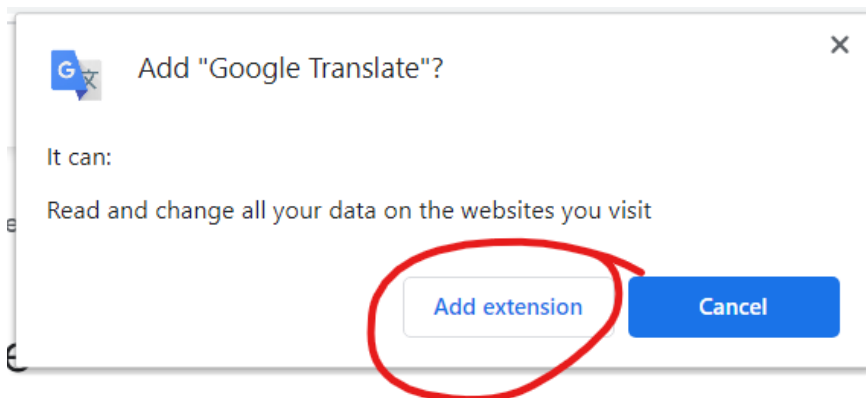 Add "Google Translate"?
It can:
Read and change all your data on the websites you visit
Add extension
Cancel